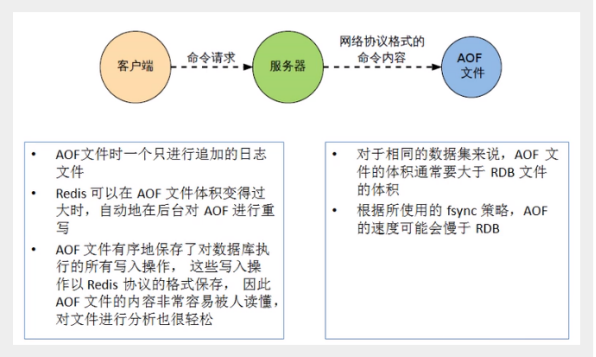 客户端
命令请求
服务器
网络协议格式的
命令内容
AOF
文件
• AOF文件时一个只进行追加的日志
文件
• Redis 可以在 AOF 文件体积变得过
大时，自动地在后台对 AOF 进行重
写
• AOF 文件有序地保存了对数据库执
行的所有写入操作， 这些写入操
作以 Redis 协议的格式保存， 因此
AOF 文件的内容非常容易被人读懂，
对文件进行分析也很轻松
• 对于相同的数据集来说，AOF 文
件的体积通常要大于 RDB 文件
的体积
• 根据所使用的 fsync 策略，AOF
的速度可能会慢于 RDB